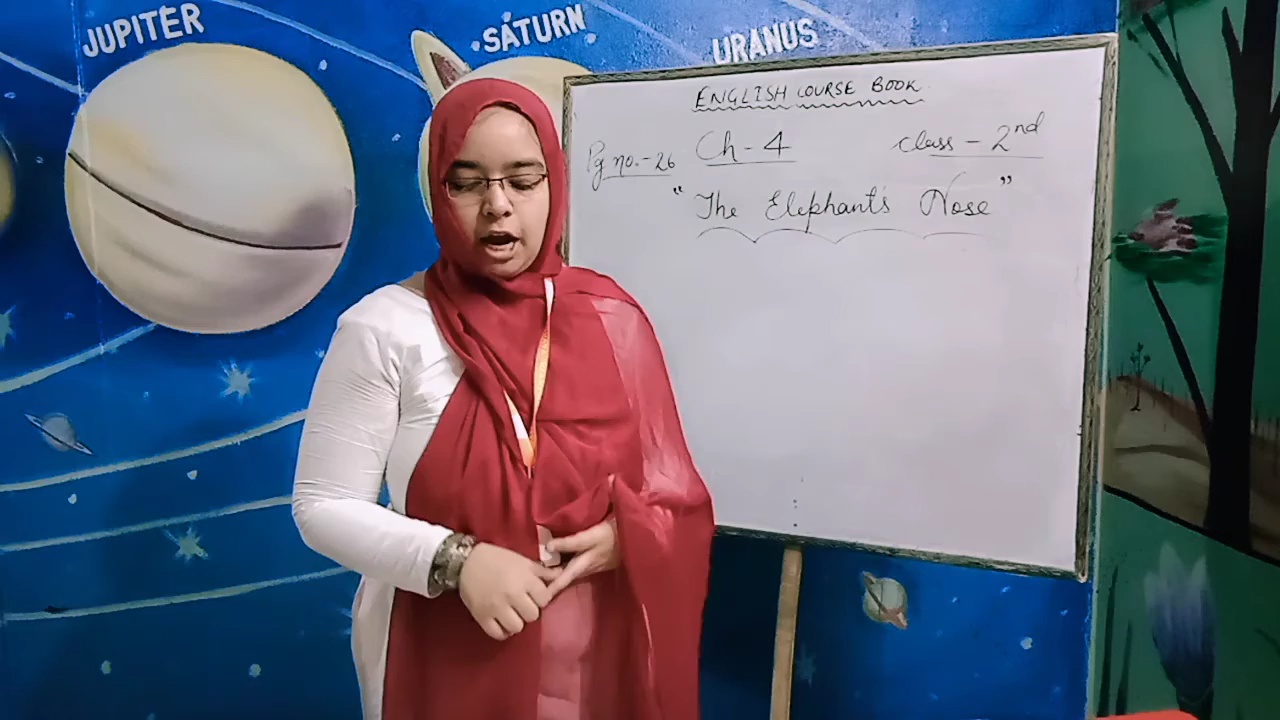 JUPITER
SATURN
URANUS
ENGLISH COURSE BOOK
Pg no.-26 Ch-4 class-2nd
"The Elephant's Nose"